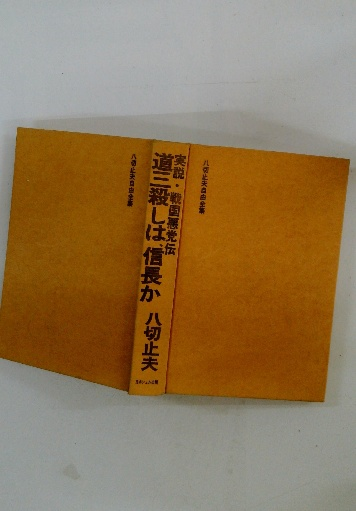 八切止夫自由全集
実説・戦国悪党伝
道三殺しは、信長か
八切止夫
八切止夫自由全集